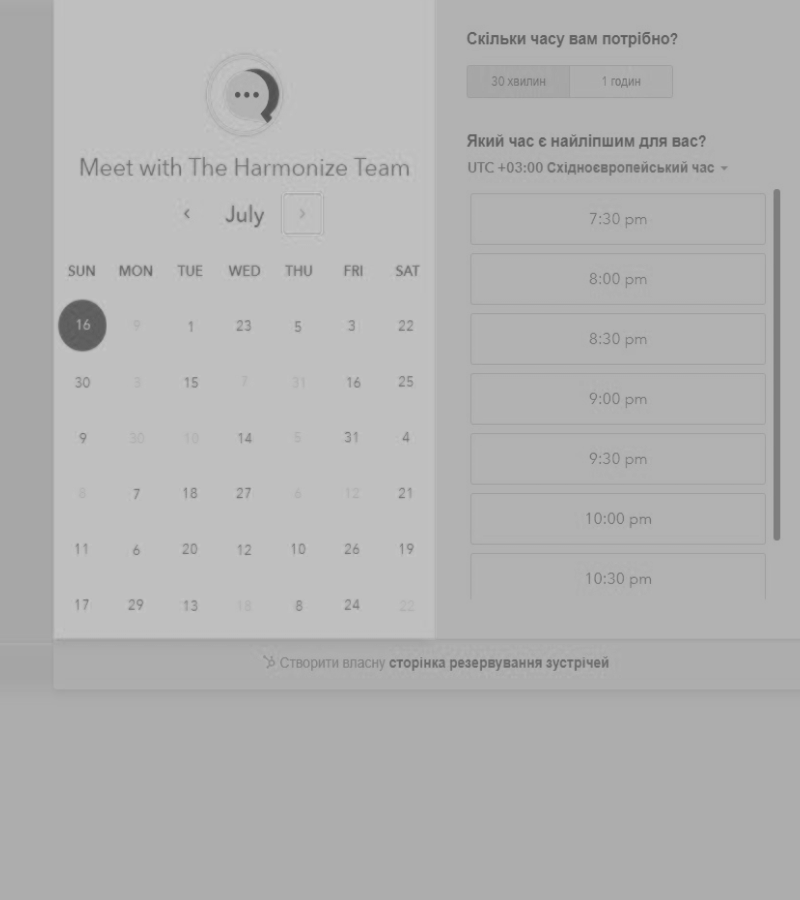 Meet with The Harmonize Team
July
SUN MON TUE WED THU FRI SAT
16 9 1 23 5 3 22
30 3 15 7 31 16 25
9 30 10 14 5 31 4
8 7 18 27 6 12 21
11 6 20 12 10 26 19
17 29 13 18 8 24 22
Скільки часу вам потрібно?
30 хвилин 1 годин
Який час є найліпшим для вас?
UTC +03:00 Східноєвропейський час
7:30 pm
8:00 pm
8:30 pm
9:00 pm
9:30 pm
10:00 pm
10:30 pm
Створити власну сторінка резервування зустрічей